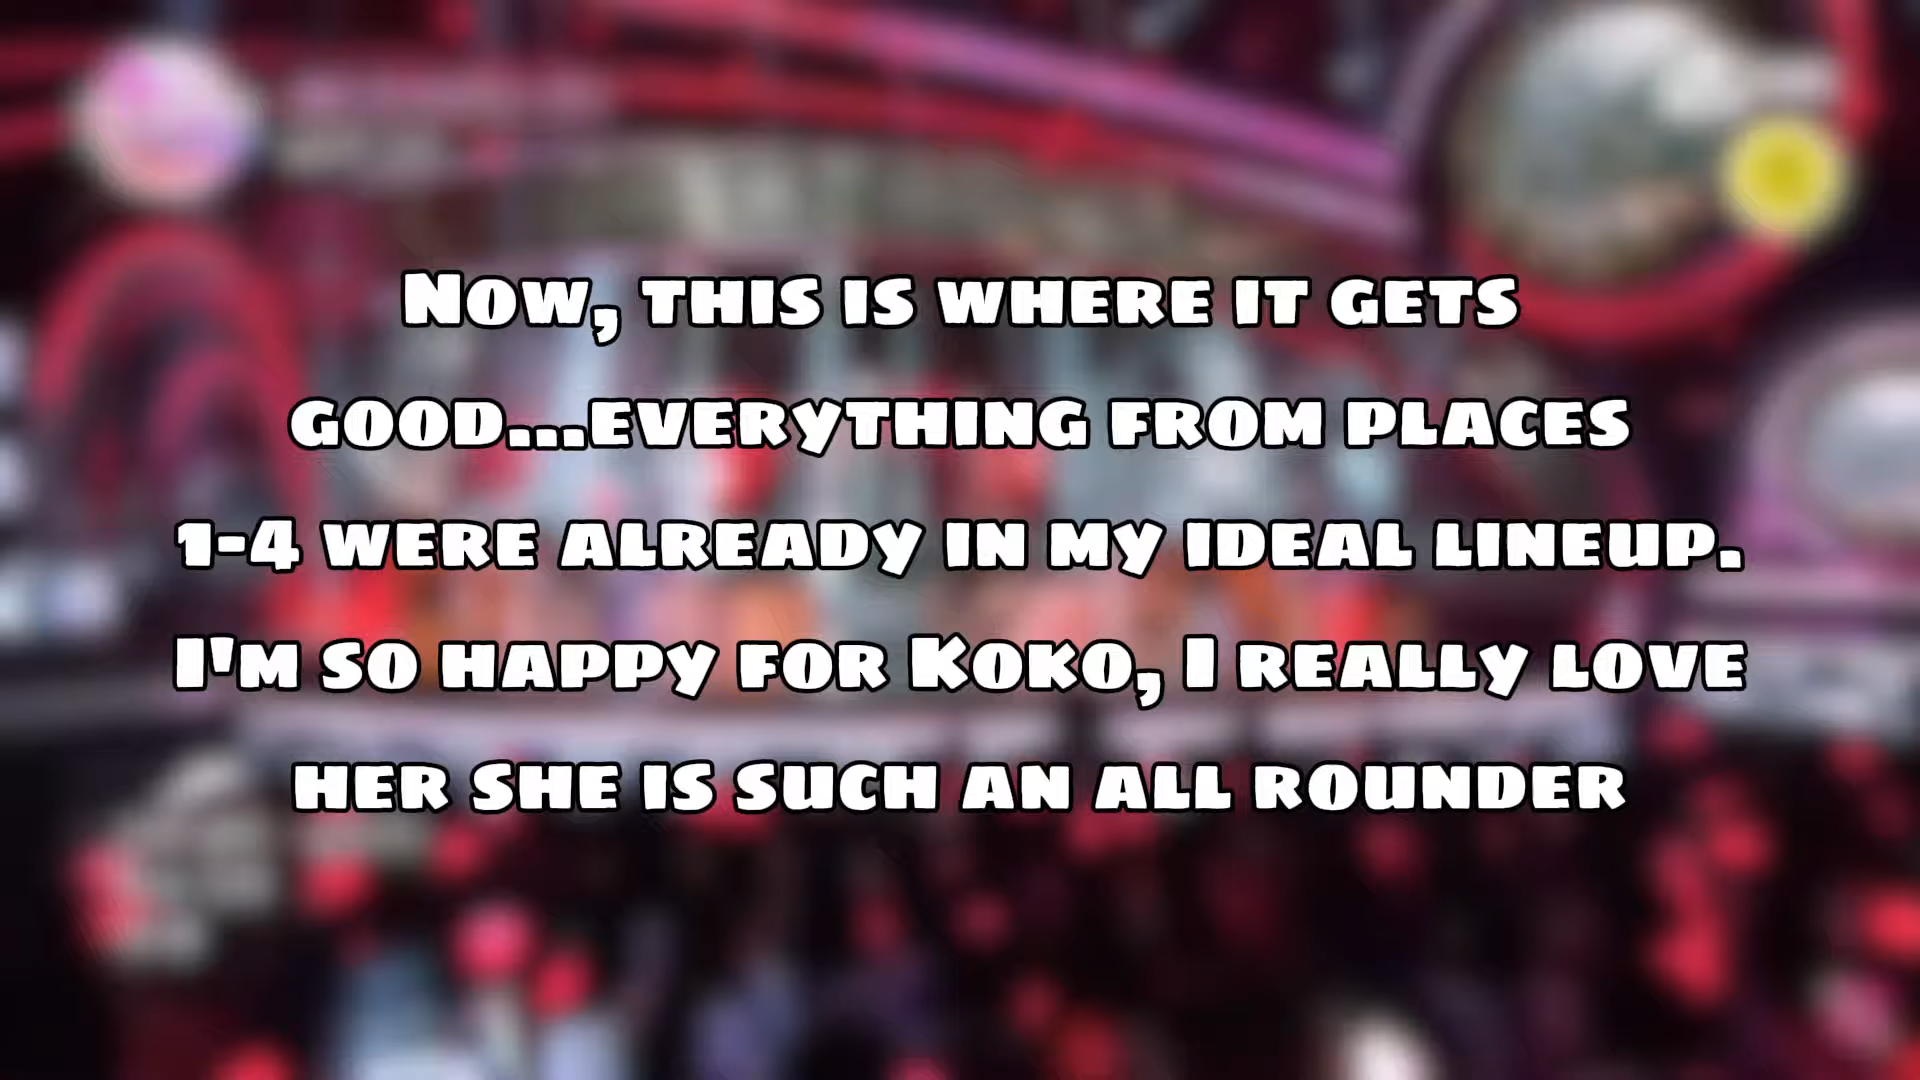 Now, this is where it gets
good...everything from places
1-4 were already in my ideal lineup.
I'm so happy for Koko, I really love
her she is such an all rounder